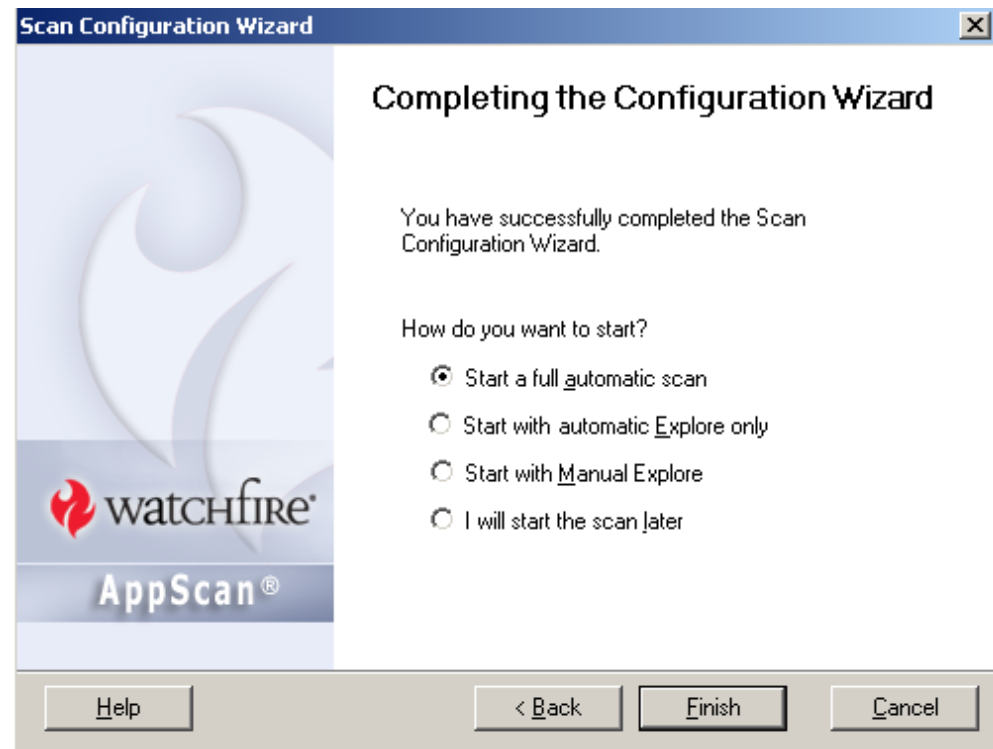 Scan Configuration Wizard
Completing the Configuration Wizard
You have successfully completed the Scan
Configuration Wizard.
How do you want to start?
Start a full automatic scan
Start with automatic Explore only
Start with Manual Explore
I will start the scan later
watchfire®
AppScan®
Help
< Back
Finish
Cancel